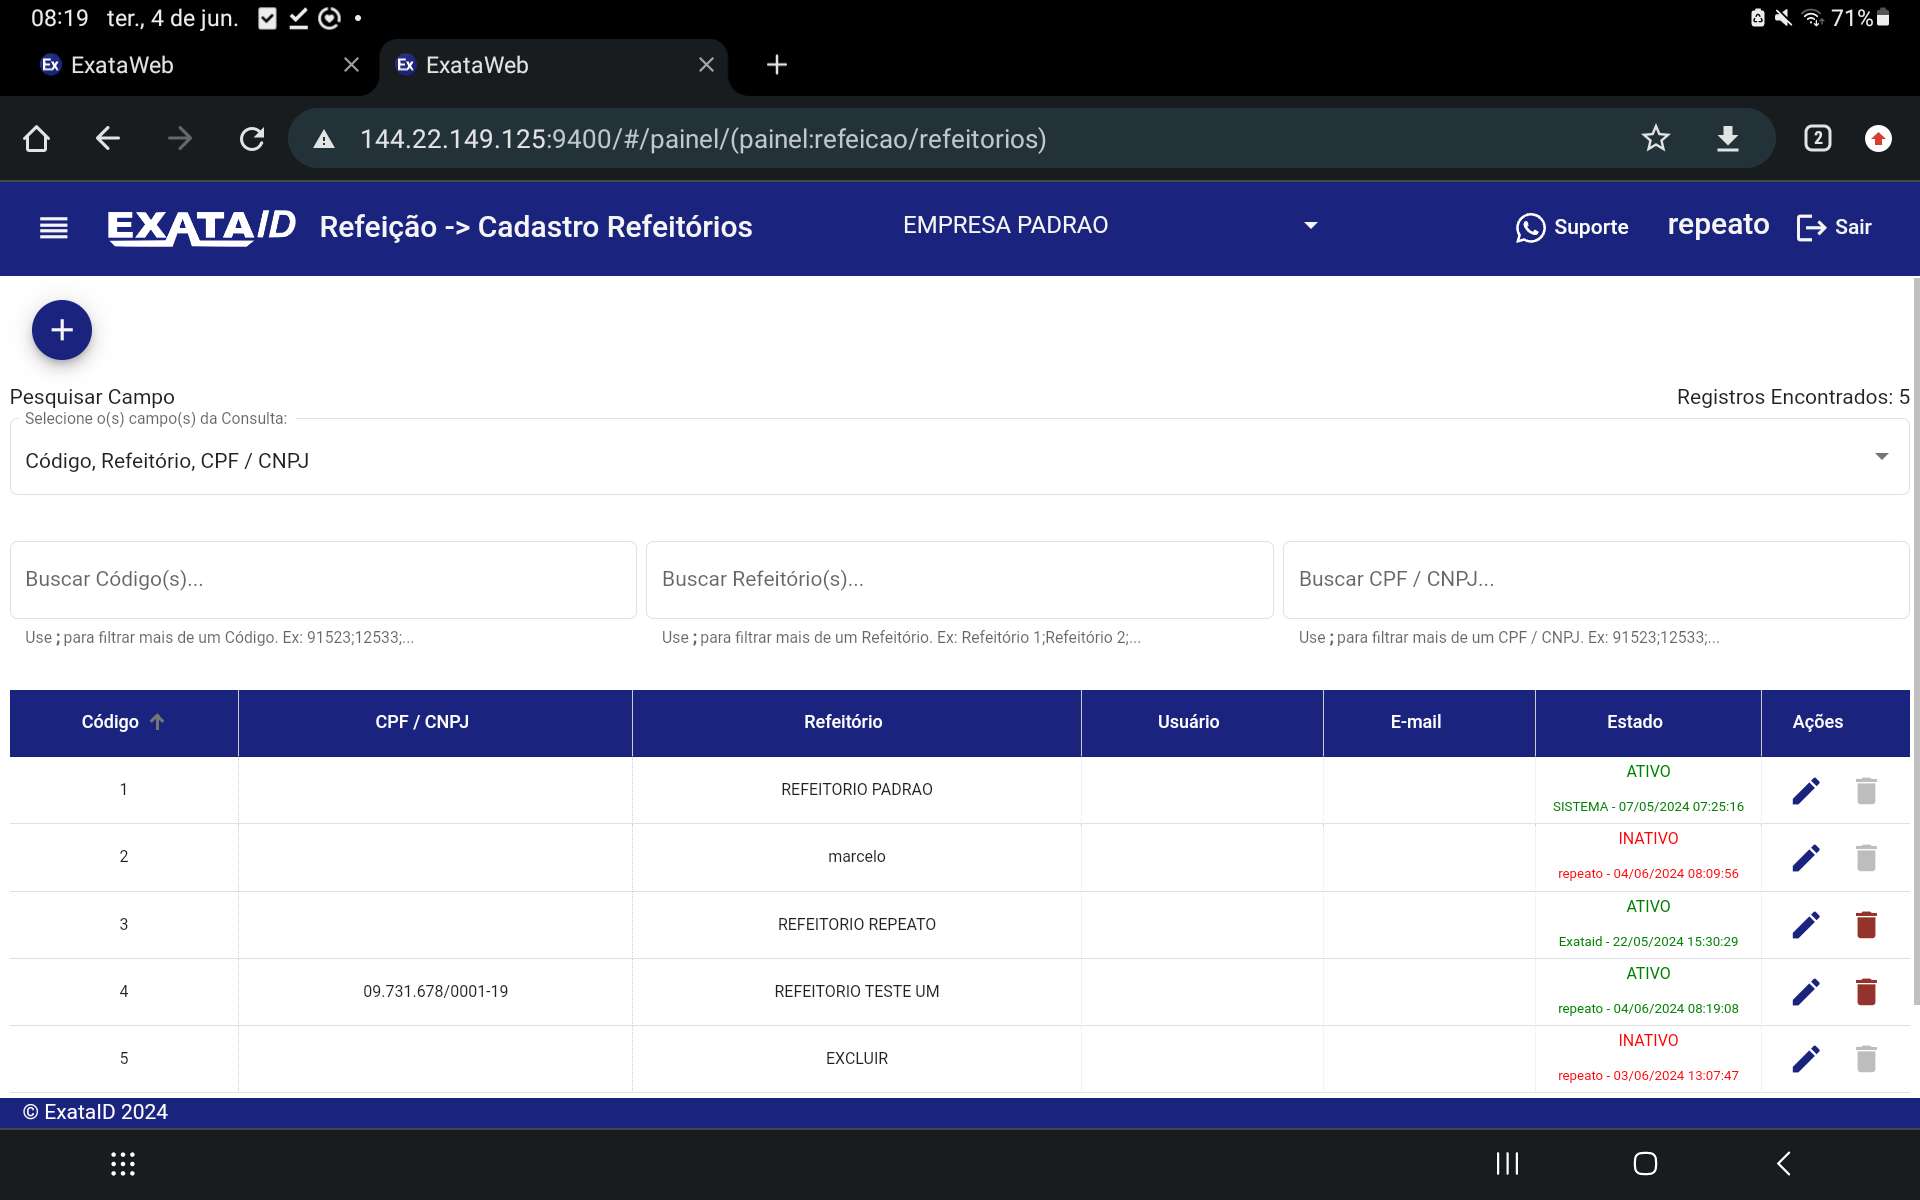 08:19 ter., 4 de jun. 71%
Ex ExataWeb Ex ExataWeb
144.22.149.125:9400/#/painel/(painel:refeicao/refeitorios) 2
EXATAID Refeição -> Cadastro Refeitórios EMPRESA PADRAO Suporte repeato Sair
Pesquisar Campo Registros Encontrados: 5
Selecione o(s) campo(s) da Consulta:
Código, Refeitório, CPF / CNPJ
Buscar Código(s)... Buscar Refeitório(s)... Buscar CPF / CNPJ...
Use ; para filtrar mais de um Código. Ex: 91523;12533;... Use ; para filtrar mais de um Refeitório. Ex: Refeitório 1;Refeitório 2;... Use ; para filtrar mais de um CPF / CNPJ. Ex: 91523;12533;...
Código CPF / CNPJ Refeitório Usuário E-mail Estado Ações
1 REFEITORIO PADRAO ATIVO
SISTEMA - 07/05/2024 07:25:16
2 marcelo INATIVO
repeato - 04/06/2024 08:09:56
3 REFEITORIO REPEATO ATIVO
Exataid - 22/05/2024 15:30:29
4 09.731.678/0001-19 REFEITORIO TESTE UM ATIVO
repeato - 04/06/2024 08:19:08
5 EXCLUIR INATIVO
repeato - 03/06/2024 13:07:47
© ExataID 2024